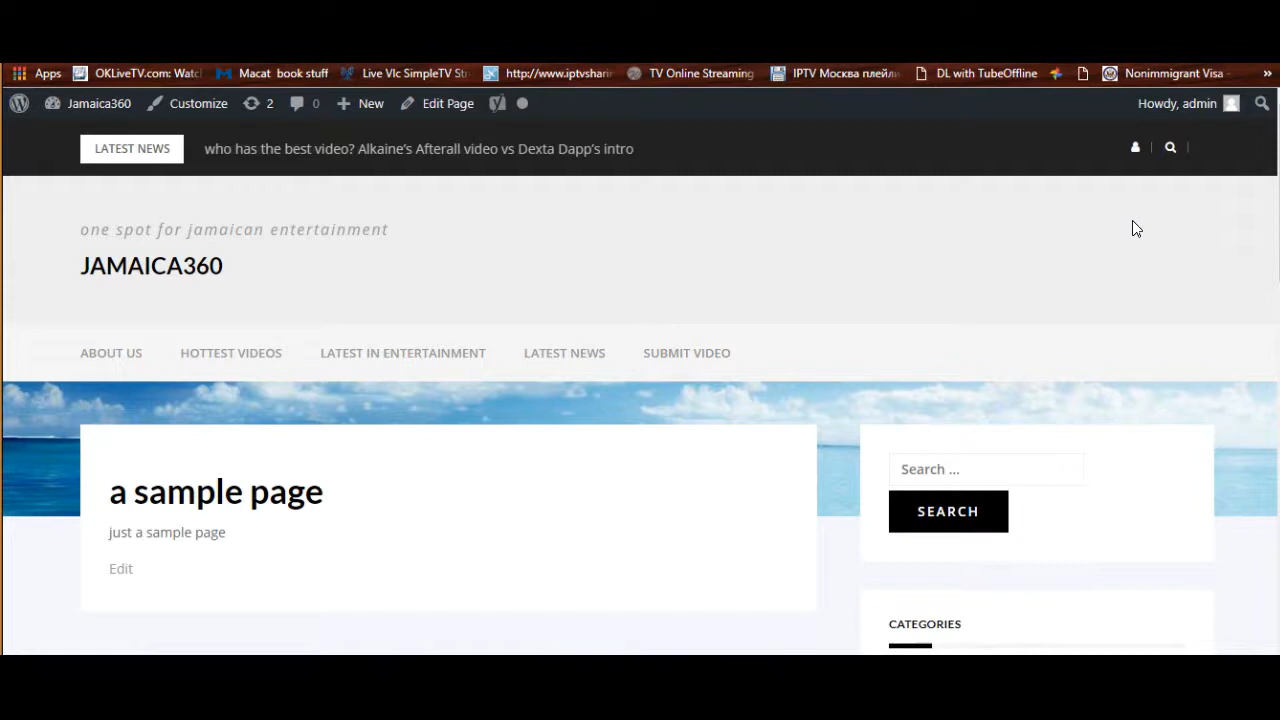 Apps OKLiveTV.com: Watc Macat book stuff Live Vlc SimpleTV St http://www.iptvshari TV Online Streaming IPTV Москва плейли DL with TubeOffline Nonimmigrant Visa - »
Jamaica360 Customize 2 0 + New Edit Page Howdy, admin
LATEST NEWS who has the best video? Alkaine’s Afterall video vs Dexta Dapp’s intro
one spot for jamaican entertainment
JAMAICA360
ABOUT US HOTTEST VIDEOS LATEST IN ENTERTAINMENT LATEST NEWS SUBMIT VIDEO
a sample page
just a sample page
Edit
Search ...
SEARCH
CATEGORIES